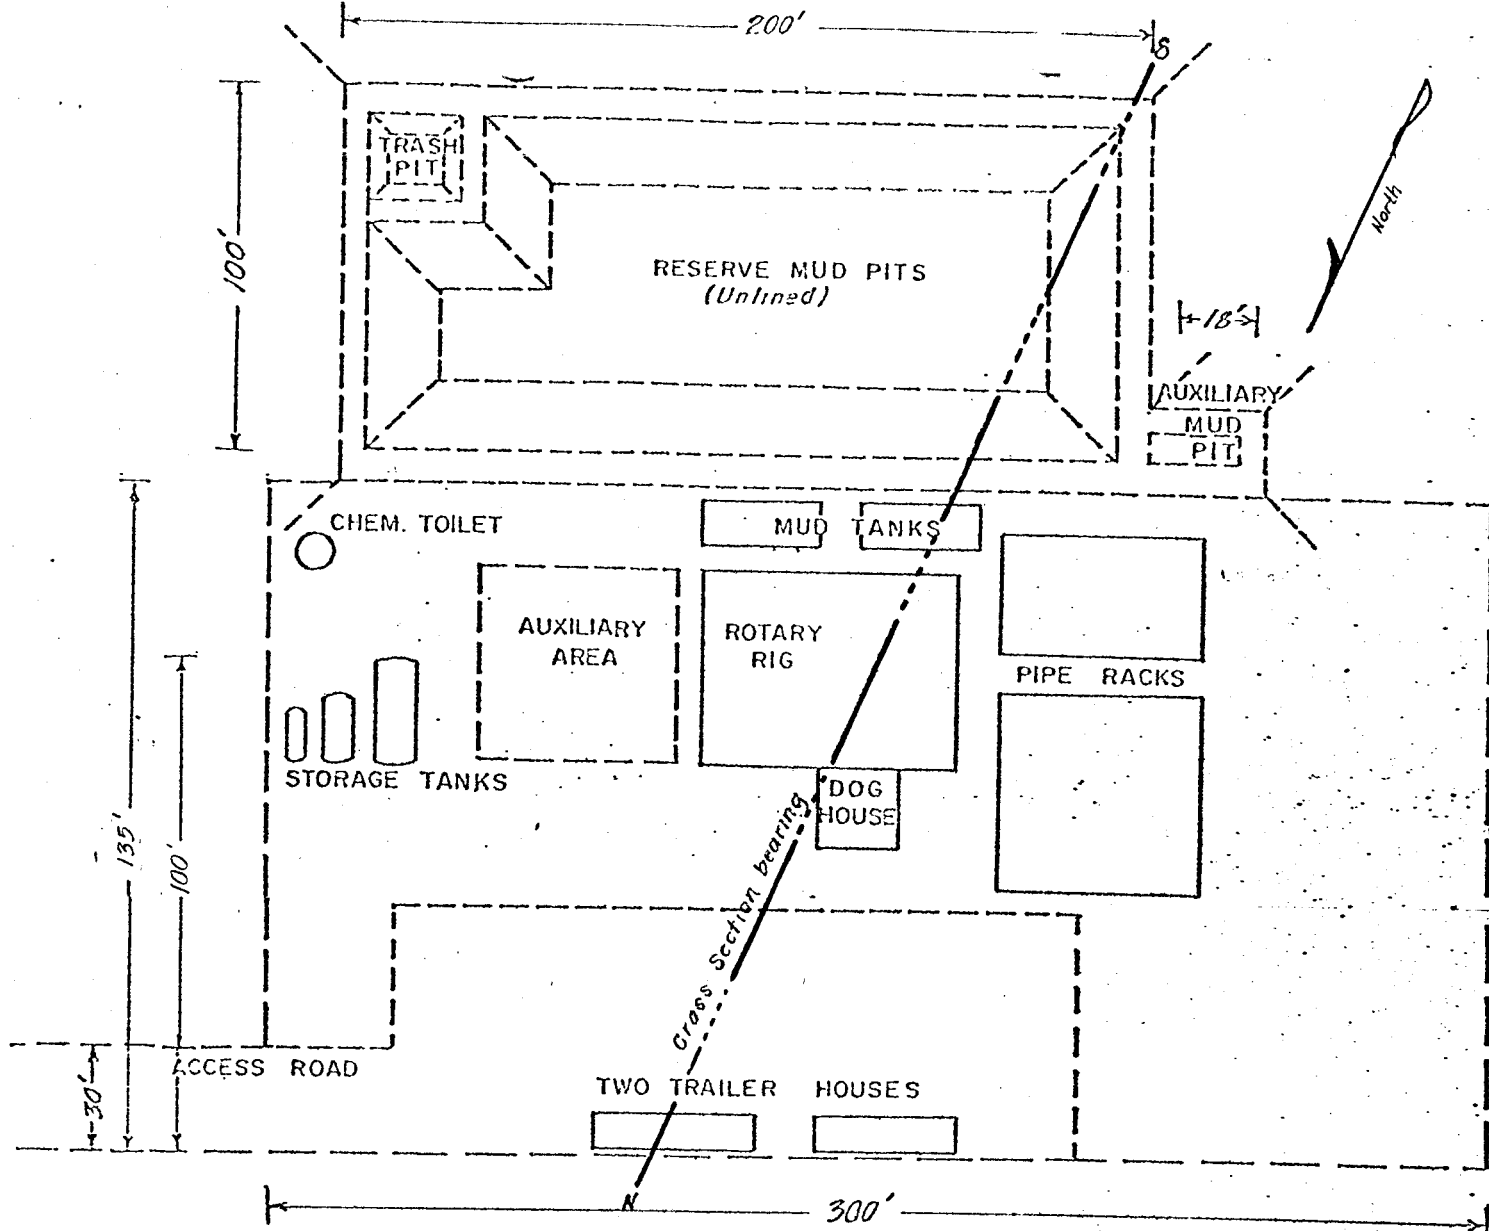 200'
S
TRASH
PIT
100'
RESERVE MUD PITS
(Unlined)
North
18'
AUXILIARY
MUD
PIT
CHEM. TOILET
MUD TANKS
AUXILIARY
AREA
ROTARY
RIG
PIPE RACKS
STORAGE TANKS
DOG
HOUSE
135'
100'
Cross Section bearing
ACCESS ROAD
30'
TWO TRAILER HOUSES
N
300'